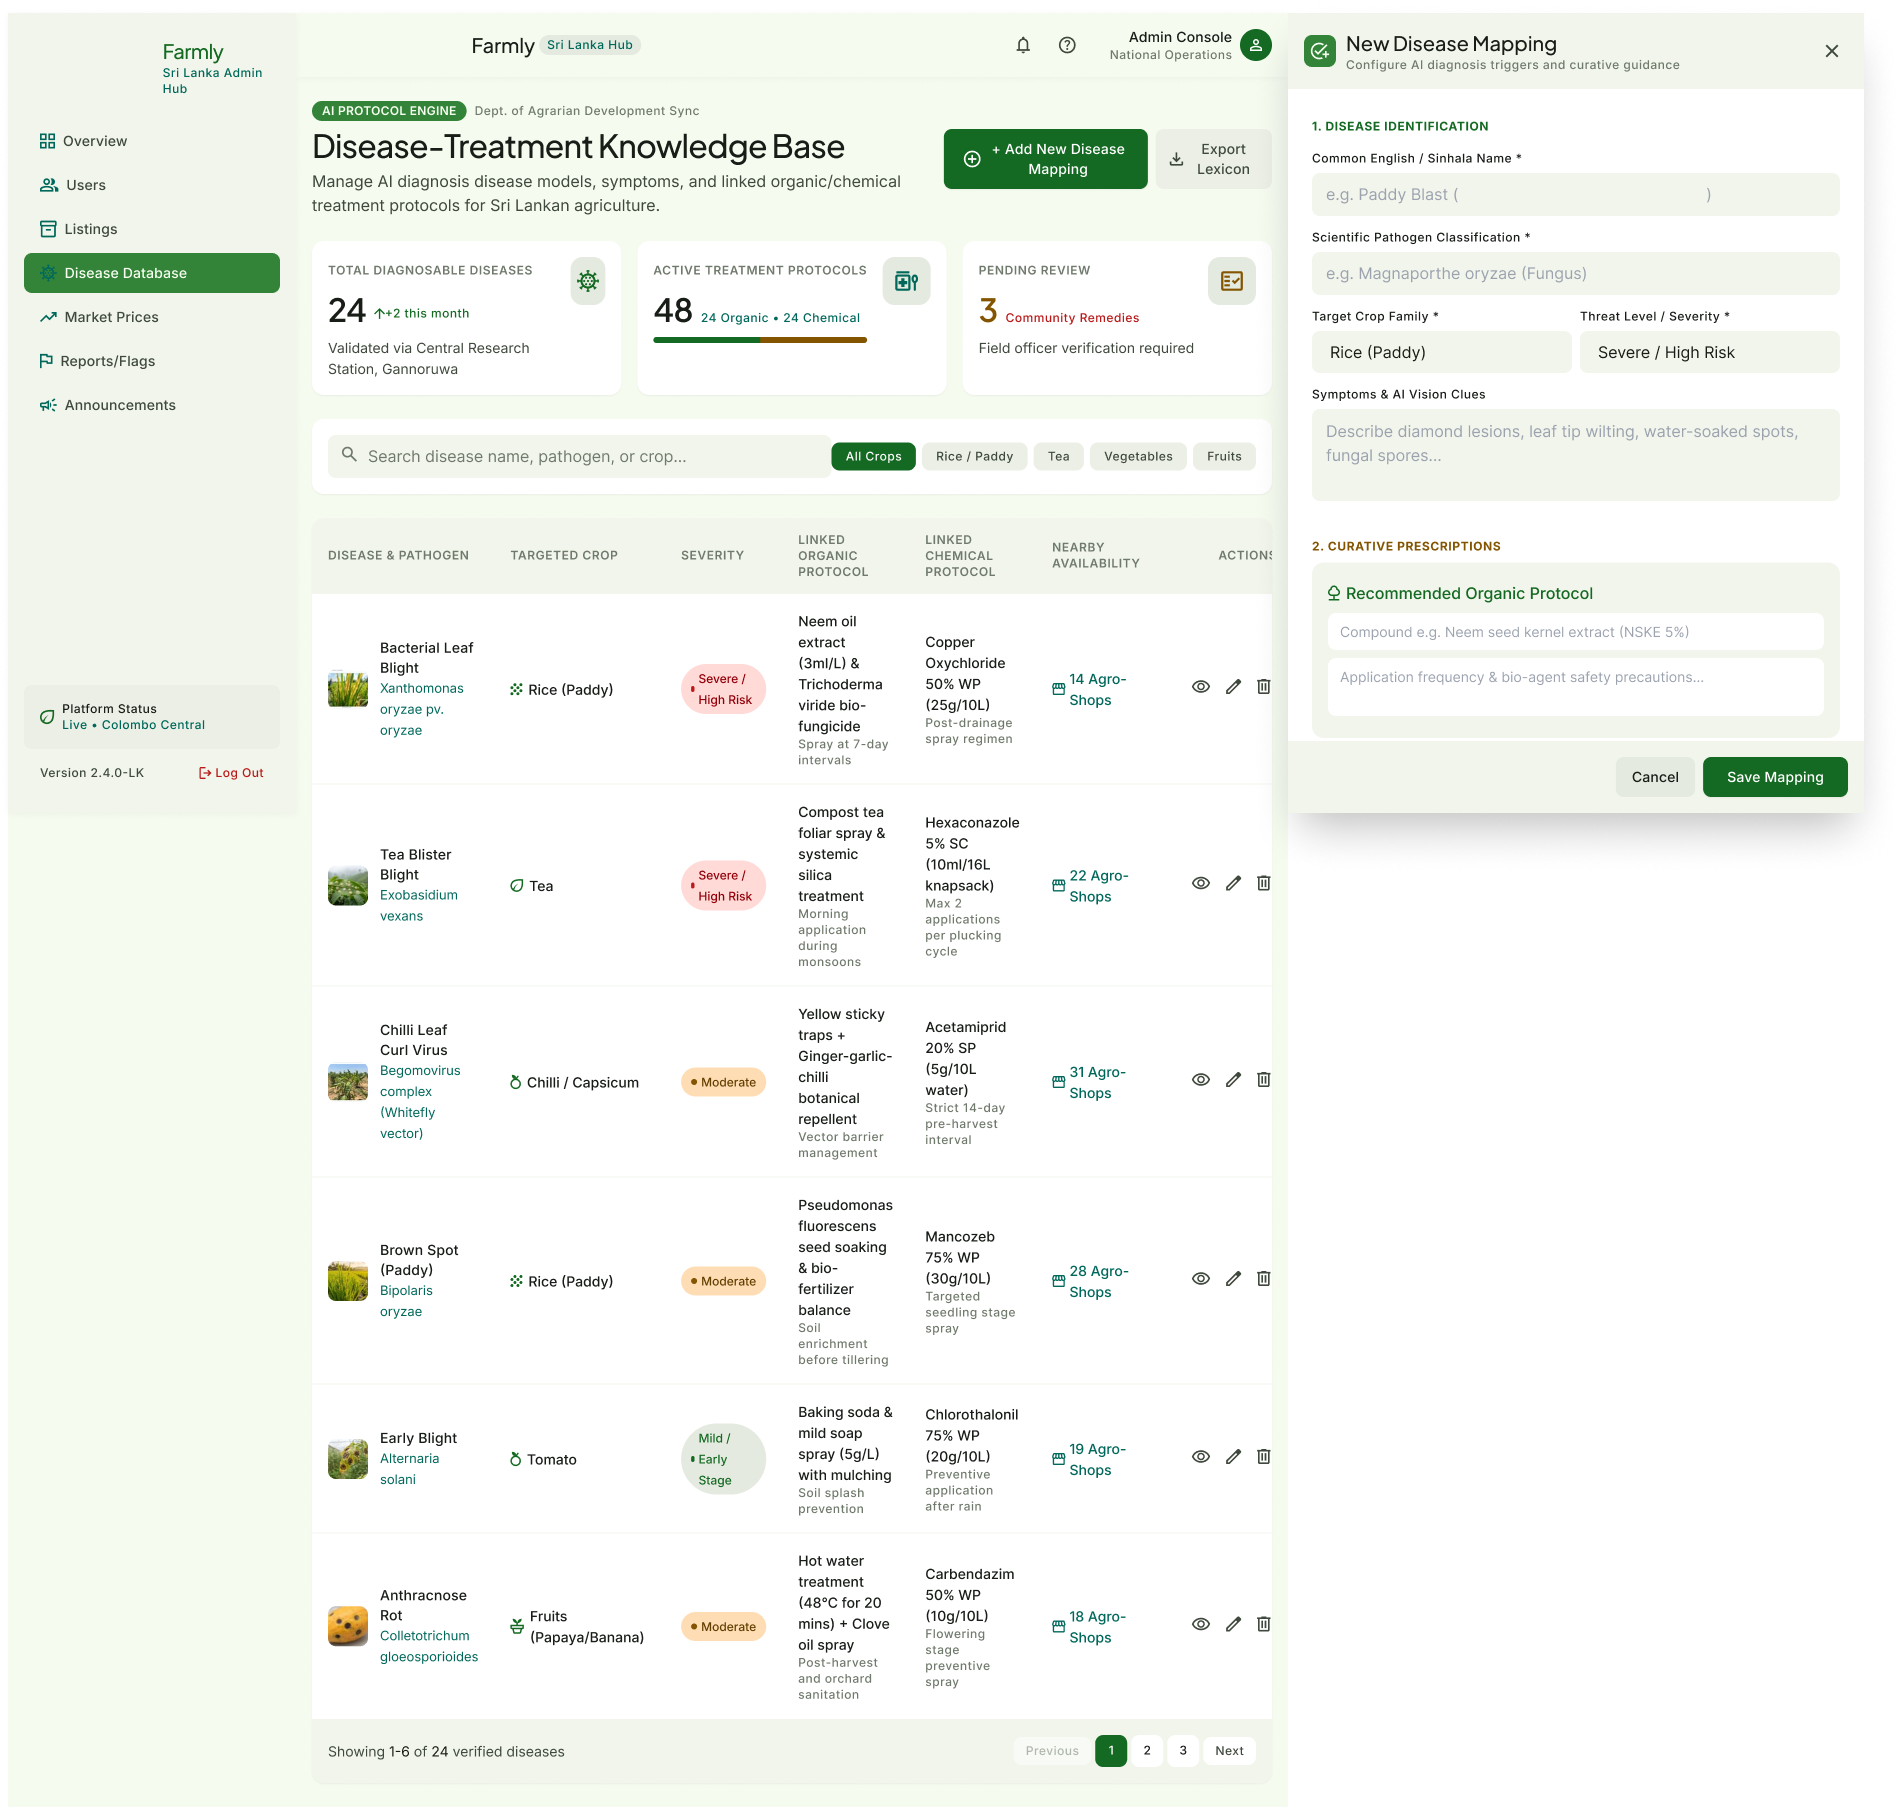 Farmly
Sri Lanka Admin
Hub
Overview
Users
Listings
Disease Database
Market Prices
Reports/Flags
Announcements
Platform Status
Live • Colombo Central
Version 2.4.0-LK
Log Out
Farmly
Sri Lanka Hub
Admin Console
National Operations
AI PROTOCOL ENGINE
Dept. of Agrarian Development Sync
Disease-Treatment Knowledge Base
Manage AI diagnosis disease models, symptoms, and linked organic/chemical
treatment protocols for Sri Lankan agriculture.
+ Add New Disease
Mapping
Export
Lexicon
TOTAL DIAGNOSABLE DISEASES
24
+2 this month
Validated via Central Research
Station, Gannoruwa
ACTIVE TREATMENT PROTOCOLS
48
24 Organic • 24 Chemical
PENDING REVIEW
3
Community Remedies
Field officer verification required
Search disease name, pathogen, or crop...
All Crops
Rice / Paddy
Tea
Vegetables
Fruits
DISEASE & PATHOGEN
TARGETED CROP
SEVERITY
LINKED
ORGANIC
PROTOCOL
LINKED
CHEMICAL
PROTOCOL
NEARBY
AVAILABILITY
ACTIONS
Bacterial Leaf
Blight
Xanthomonas
oryzae pv.
oryzae
Rice (Paddy)
Severe /
High Risk
Neem oil
extract
(3ml/L) &
Trichoderma
viride bio-
fungicide
Spray at 7-day
intervals
Copper
Oxychloride
50% WP
(25g/10L)
Post-drainage
spray regimen
14 Agro-
Shops
Tea Blister
Blight
Exobasidium
vexans
Tea
Severe /
High Risk
Compost tea
foliar spray &
systemic
silica
treatment
Morning
application
during
monsoons
Hexaconazole
5% SC
(10ml/16L
knapsack)
Max 2
applications
per plucking
cycle
22 Agro-
Shops
Chilli Leaf
Curl Virus
Begomovirus
complex
(Whitefly
vector)
Chilli / Capsicum
Moderate
Yellow sticky
traps +
Ginger-garlic-
chilli
botanical
repellent
Vector barrier
management
Acetamiprid
20% SP
(5g/10L
water)
Strict 14-day
pre-harvest
interval
31 Agro-
Shops
Brown Spot
(Paddy)
Bipolaris
oryzae
Rice (Paddy)
Moderate
Pseudomonas
fluorescens
seed soaking
& bio-
fertilizer
balance
Soil
enrichment
before tillering
Mancozeb
75% WP
(30g/10L)
Targeted
seedling stage
spray
28 Agro-
Shops
Early Blight
Alternaria
solani
Tomato
Mild /
Early
Stage
Baking soda &
mild soap
spray (5g/L)
with mulching
Soil splash
prevention
Chlorothalonil
75% WP
(20g/10L)
Preventive
application
after rain
19 Agro-
Shops
Anthracnose
Rot
Colletotrichum
gloeosporioides
Fruits
(Papaya/Banana)
Moderate
Hot water
treatment
(48°C for 20
mins) + Clove
oil spray
Post-harvest
and orchard
sanitation
Carbendazim
50% WP
(10g/10L)
Flowering
stage
preventive
spray
18 Agro-
Shops
Showing 1-6 of 24 verified diseases
Previous
1
2
3
Next
New Disease Mapping
Configure AI diagnosis triggers and curative guidance
1. DISEASE IDENTIFICATION
Common English / Sinhala Name *
e.g. Paddy Blast ( )
Scientific Pathogen Classification *
e.g. Magnaporthe oryzae (Fungus)
Target Crop Family *
Rice (Paddy)
Threat Level / Severity *
Severe / High Risk
Symptoms & AI Vision Clues
Describe diamond lesions, leaf tip wilting, water-soaked spots,
fungal spores...
2. CURATIVE PRESCRIPTIONS
Recommended Organic Protocol
Compound e.g. Neem seed kernel extract (NSKE 5%)
Application frequency & bio-agent safety precautions...
Cancel
Save Mapping